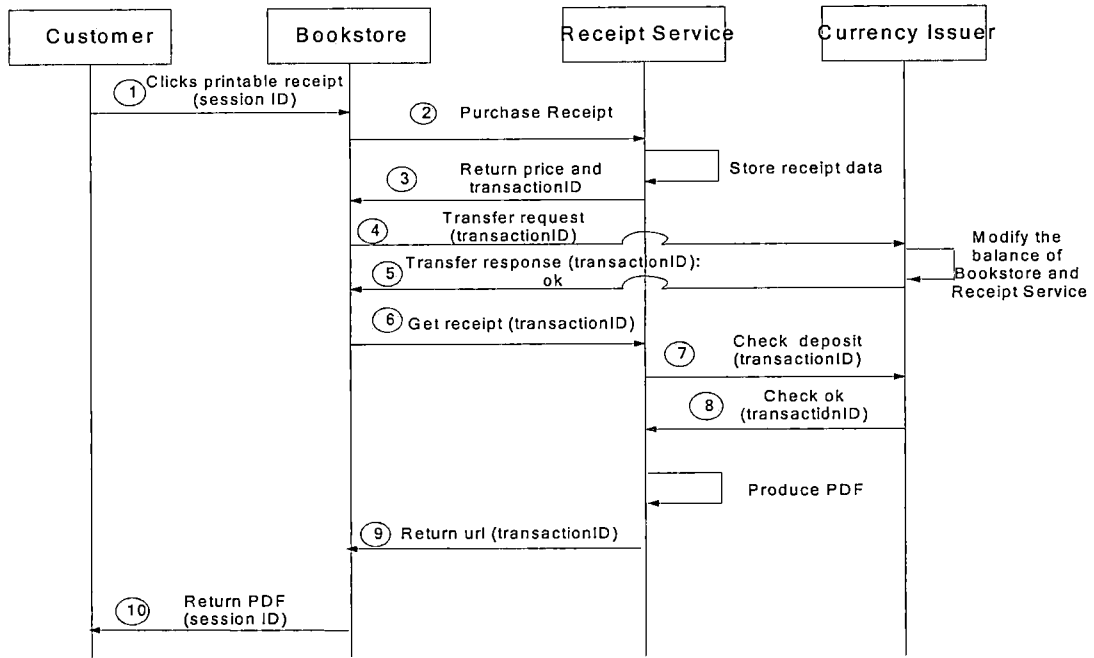 Customer
Bookstore
Receipt Service
Currency Issuer
1
Clicks printable receipt
(session ID)
2
Purchase Receipt
Store receipt data
3
Return price and
transactionID
4
Transfer request
(transactionID)
Modify the
balance of
Bookstore and
Receipt Service
5
Transfer response (transactionID):
ok
6
Get receipt (transactionID)
7
Check deposit
(transactionID)
8
Check ok
(transactionID)
Produce PDF
9
Return url (transactionID)
10
Return PDF
(session ID)